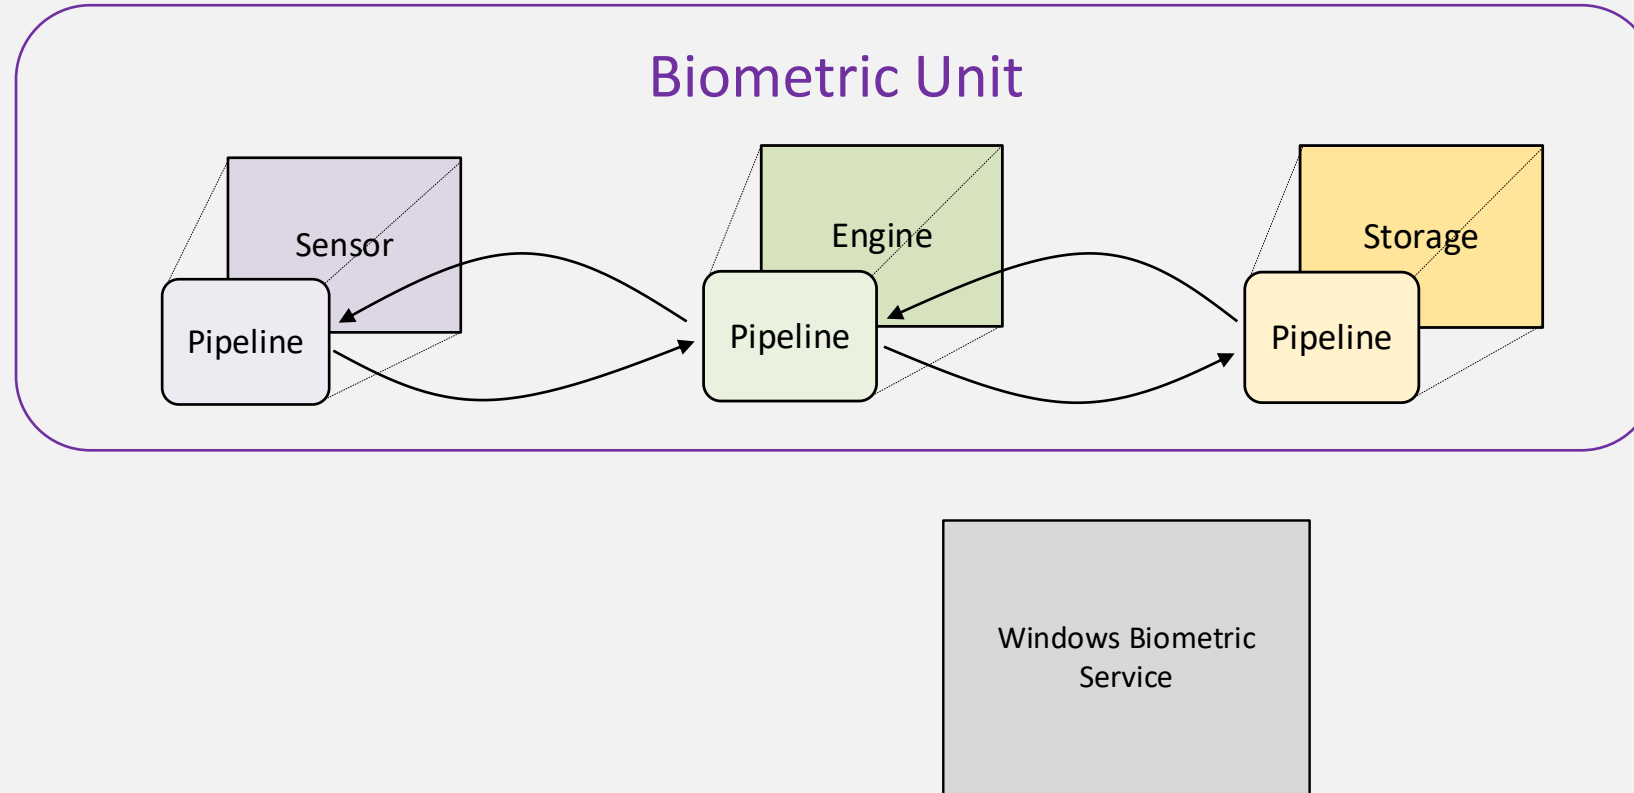 Biometric Unit
Sensor
Engine
Storage
Pipeline
Pipeline
Pipeline
Windows Biometric
Service